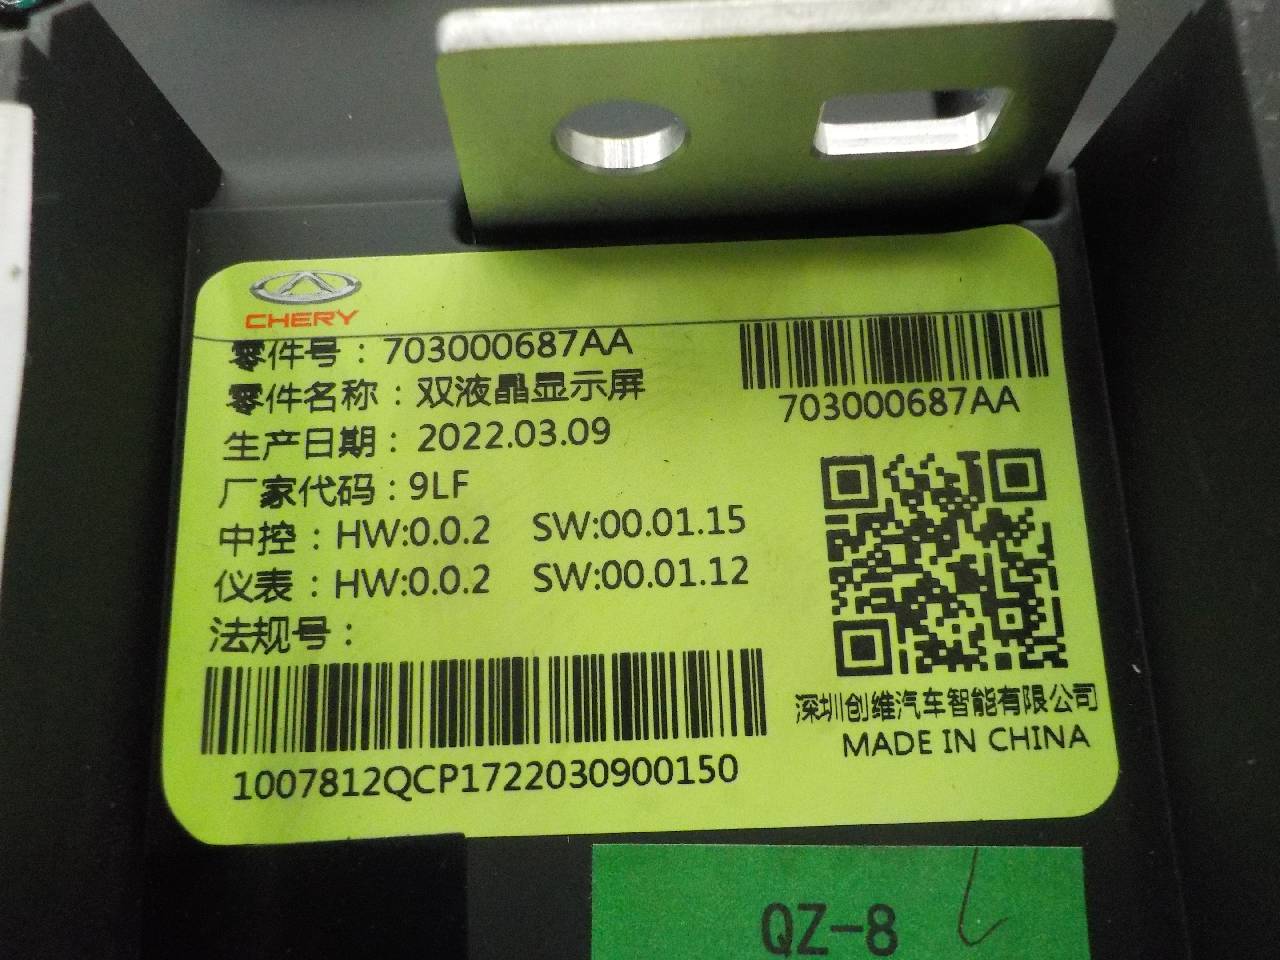 CHERY
零件号：703000687AA
零件名称：双液晶显示屏
生产日期：2022.03.09
厂家代码：9LF
中控：HW:0.0.2 SW:00.01.15
仪表：HW:0.0.2 SW:00.01.12
法规号：
1007812QCP1722030900150
703000687AA
深圳创维汽车智能有限公司
MADE IN CHINA
QZ-8